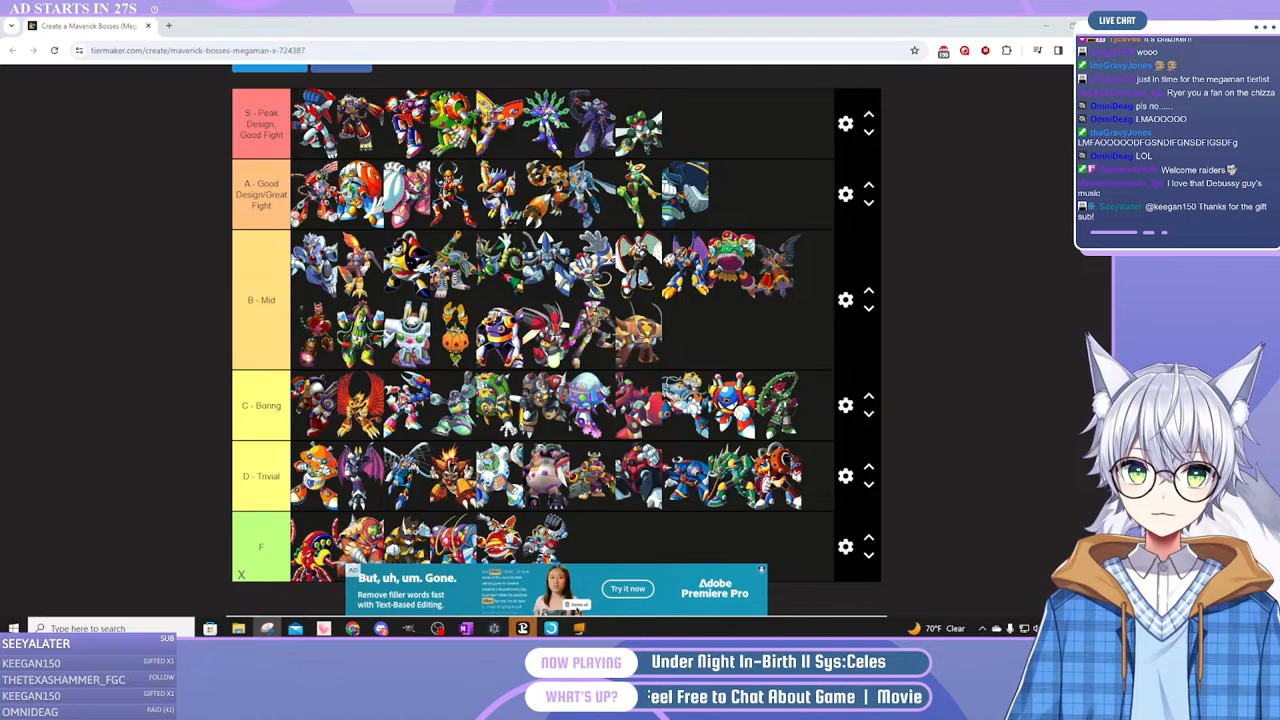 AD STARTS IN 27S
Create a Maverick Bosses (Meg
tiermaker.com/create/maverick-bosses-megaman-x-724387
LIVE CHAT
TjEevee It's Blaziken!
wooo
theGravyJones
just in time for the megaman tierlist
Ryer you a fan on the chizza
OmniDeag pls no......
OmniDeag LMAOOOOO
theGravyJones
LMFAOOOOODFGSNDIFGNSDFIGSDFg
OmniDeag LOL
Welcome raiders
I love that Debussy guy's
music
Seeyalater @keegan150 Thanks for the gift
sub!
S - Peak
Design,
Good Fight
A - Good
Design/Great
Fight
B - Mid
C - Boring
D - Trivial
F
X
AD
But, uh, um. Gone.
Remove filler words fast
with Text-Based Editing.
Try it now
Adobe
Premiere Pro
Type here to search
70°F Clear
SEEYALATER SUB
KEEGAN150 GIFTED X1
THETEXASHAMMER_FGC FOLLOW
KEEGAN150 GIFTED X1
OMNIDEAG RAID (41)
NOW PLAYING Under Night In-Birth II Sys:Celes
WHAT'S UP? Feel Free to Chat About Game | Movie